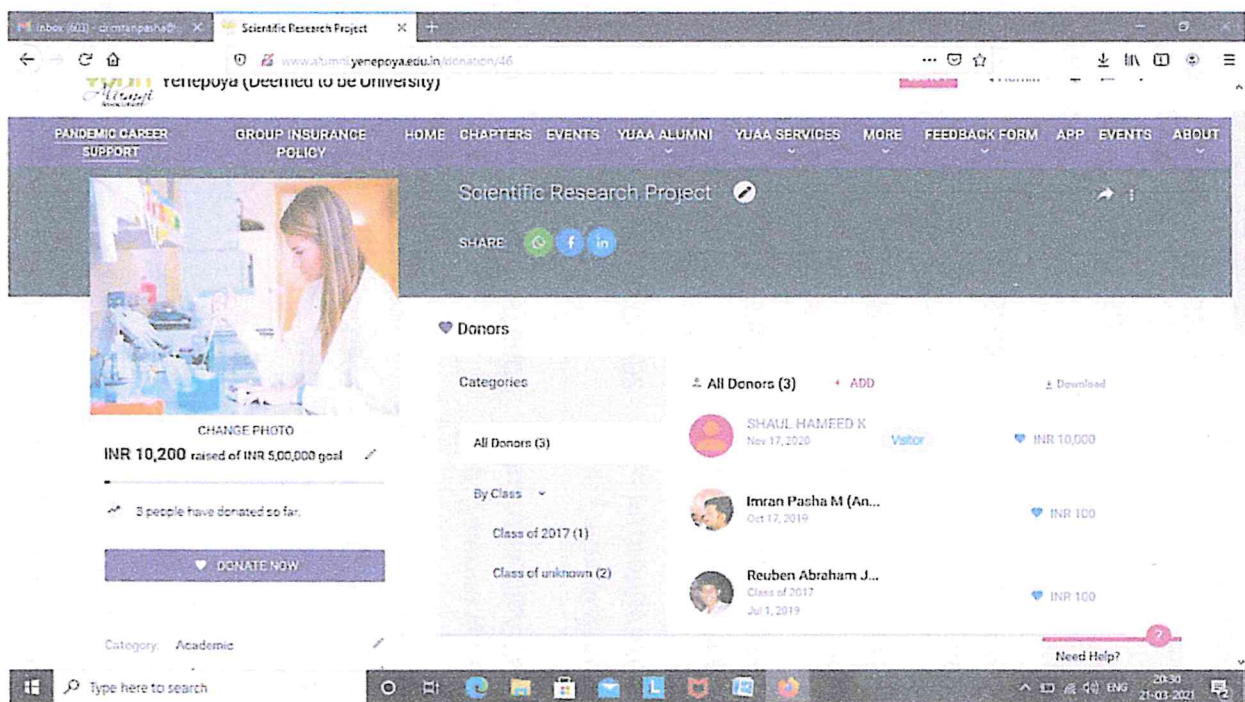 Inbox (603) - drimranpasha@
Scientific Research Project
www.alumni.yenepoya.edu.in/donation/46
Alumni
Yenepoya (Deemed to be University)
PANDEMIC CAREER SUPPORT
GROUP INSURANCE POLICY
HOME
CHAPTERS
EVENTS
YUAA ALUMNI
YUAA SERVICES
MORE
FEEDBACK FORM
APP
EVENTS
ABOUT
Scientific Research Project
SHARE:
CHANGE PHOTO
INR 10,200 raised of INR 5,00,000 goal
3 people have donated so far.
DONATE NOW
Category: Academic
Donors
Categories
All Donors (3)
By Class
Class of 2017 (1)
Class of unknown (2)
All Donors (3) + ADD
Download
SHAUL HAMEED K
Nov 17, 2020
Visitor
INR 10,000
Imran Pasha M (An...
Oct 17, 2019
INR 100
Reuben Abraham J...
Class of 2017
Jul 1, 2019
INR 100
?
Need Help?
Type here to search
ENG
20:30
21-03-2021